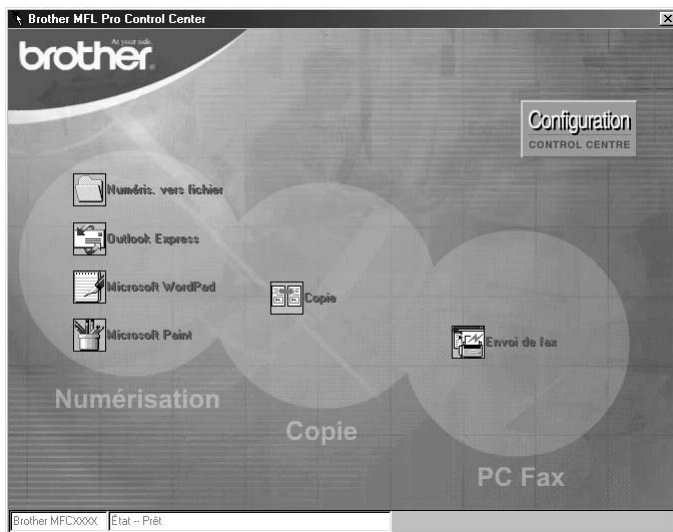 Brother MFL Pro Control Center
At your side.
brother
Configuration
CONTROL CENTRE
Numéris. vers fichier
Outlook Express
Microsoft WordPad
Microsoft Paint
Numérisation
Copie
Copie
Envoi de fax
PC Fax
Brother MFCXXXX État -- Prêt